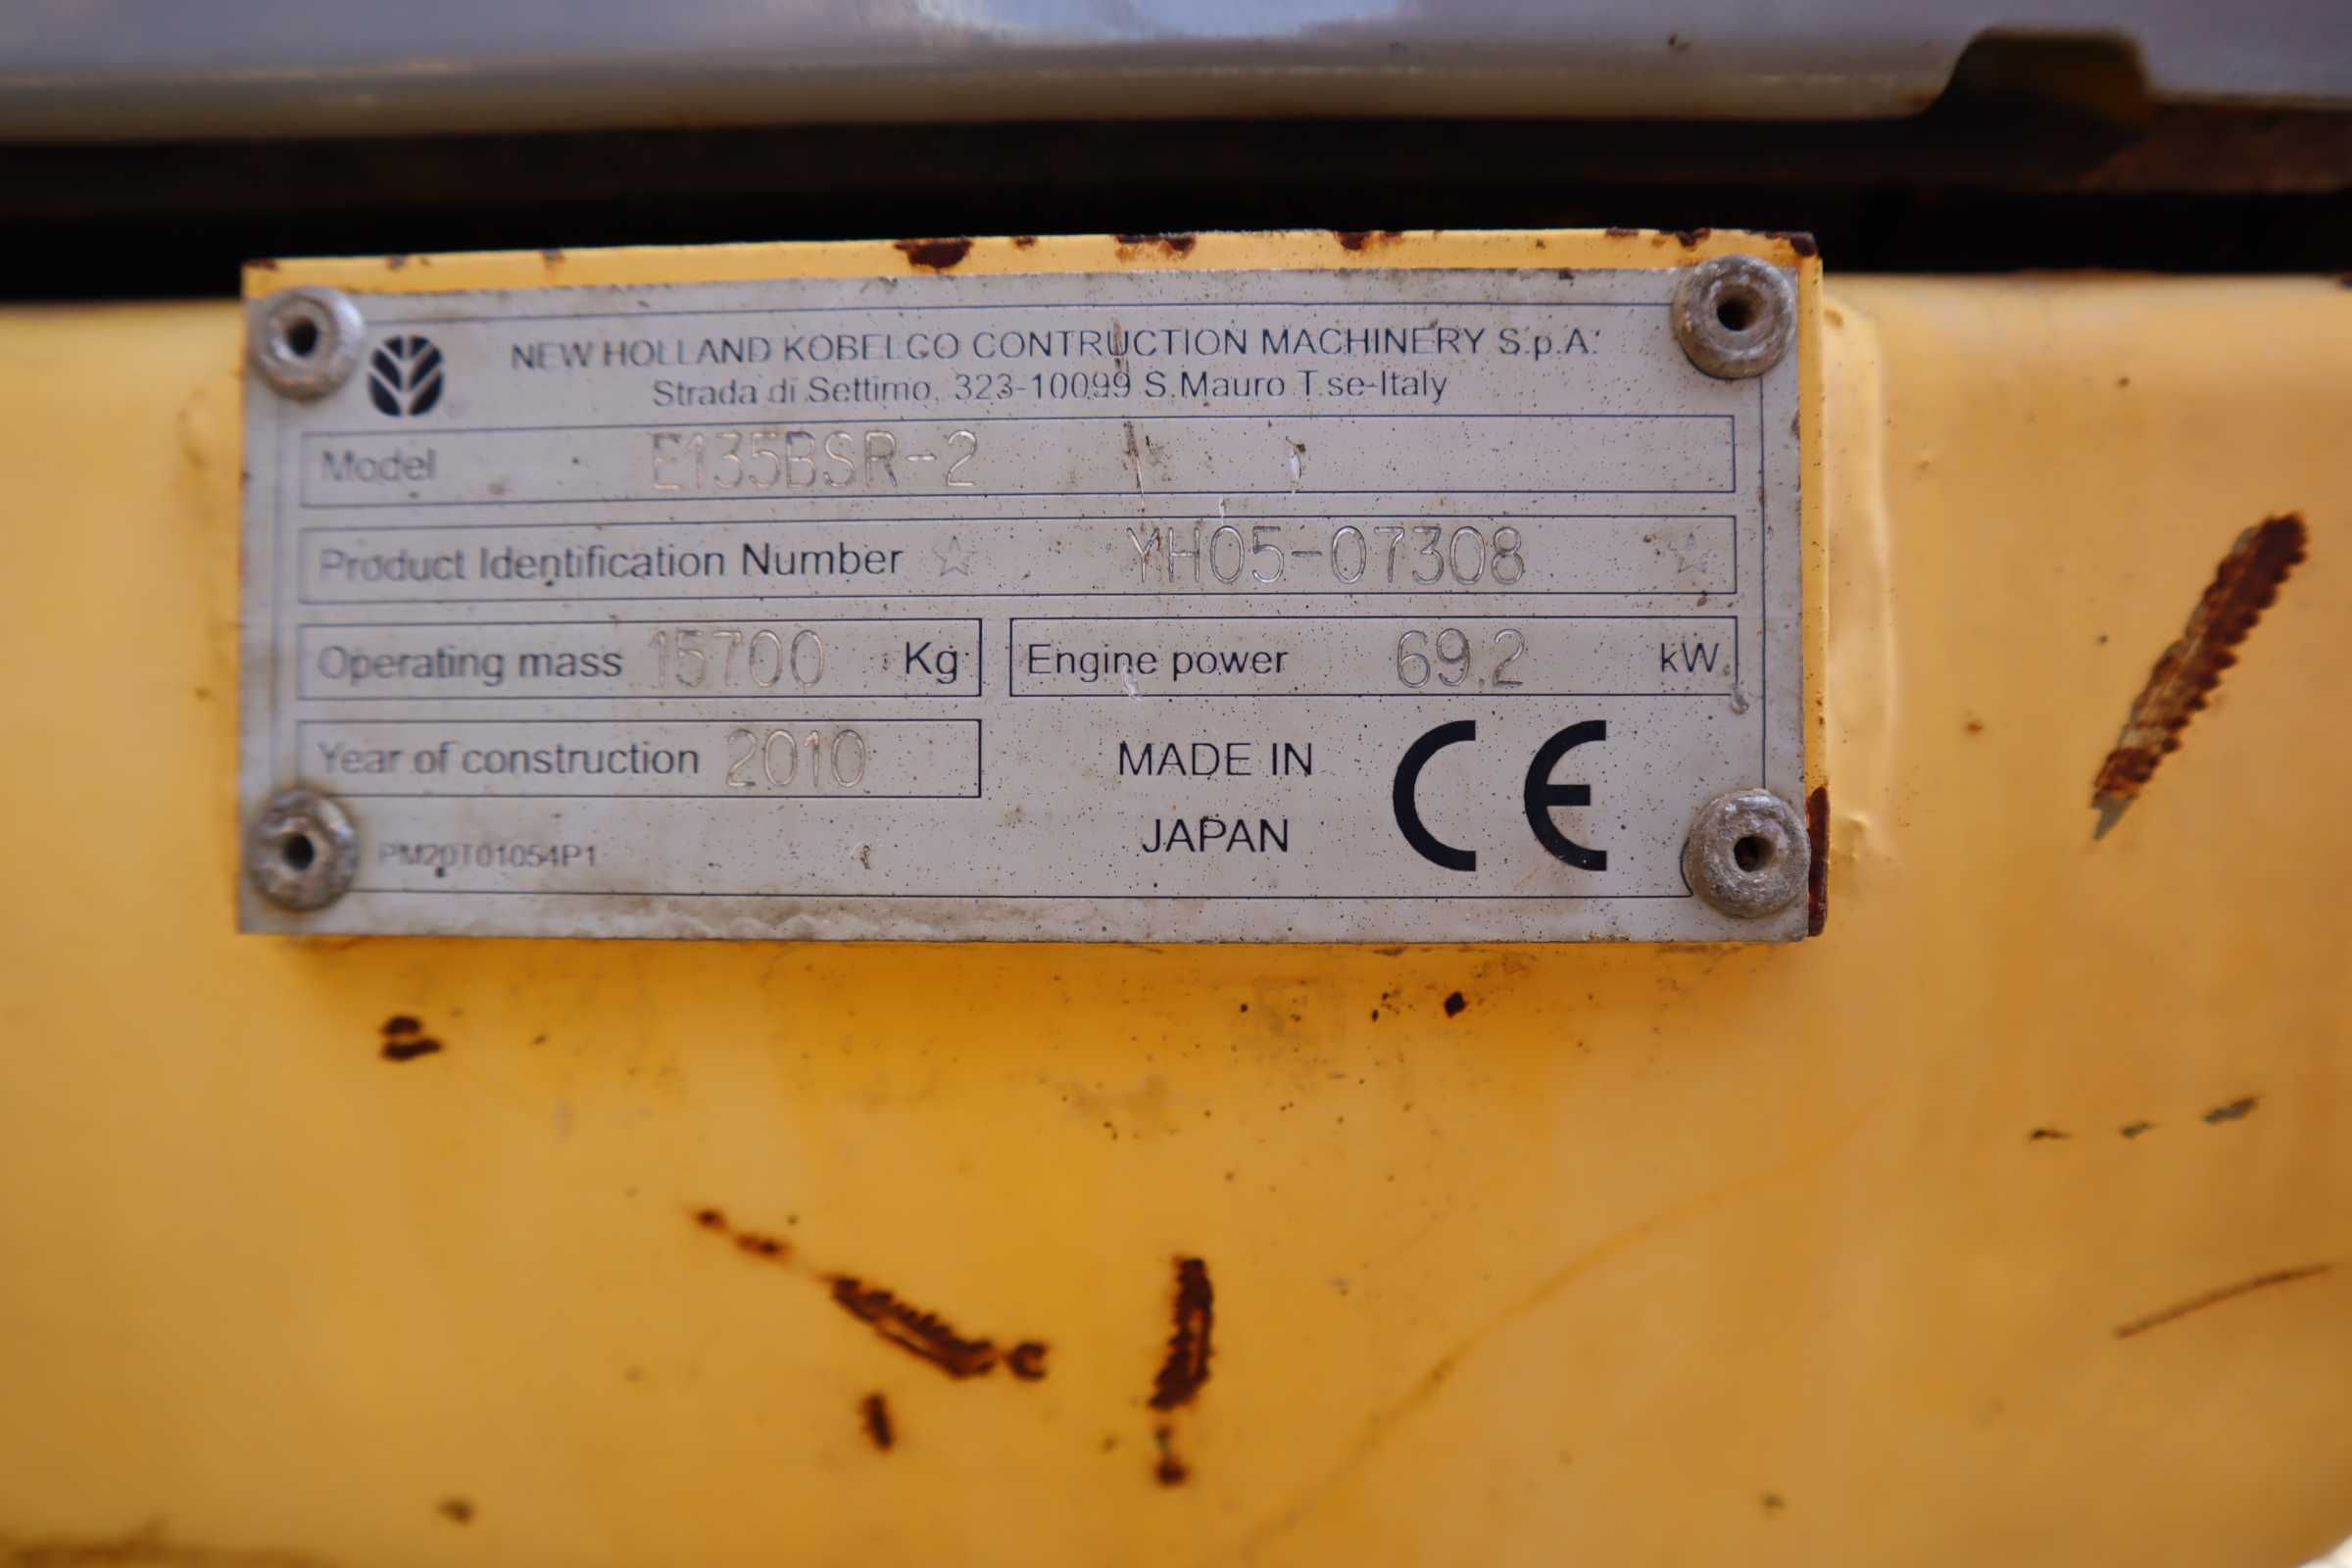 NEW HOLLAND KOBELCO CONTRUCTION MACHINERY S.p.A.
Strada di Settimo, 323-10099 S.Mauro T.se-Italy
Model E135BSR-2
Product Identification Number ☆ YH05-07308 ☆
Operating mass 15700 Kg Engine power 69.2 kW
Year of construction 2010
MADE IN
JAPAN
CE
PM20T01054P1